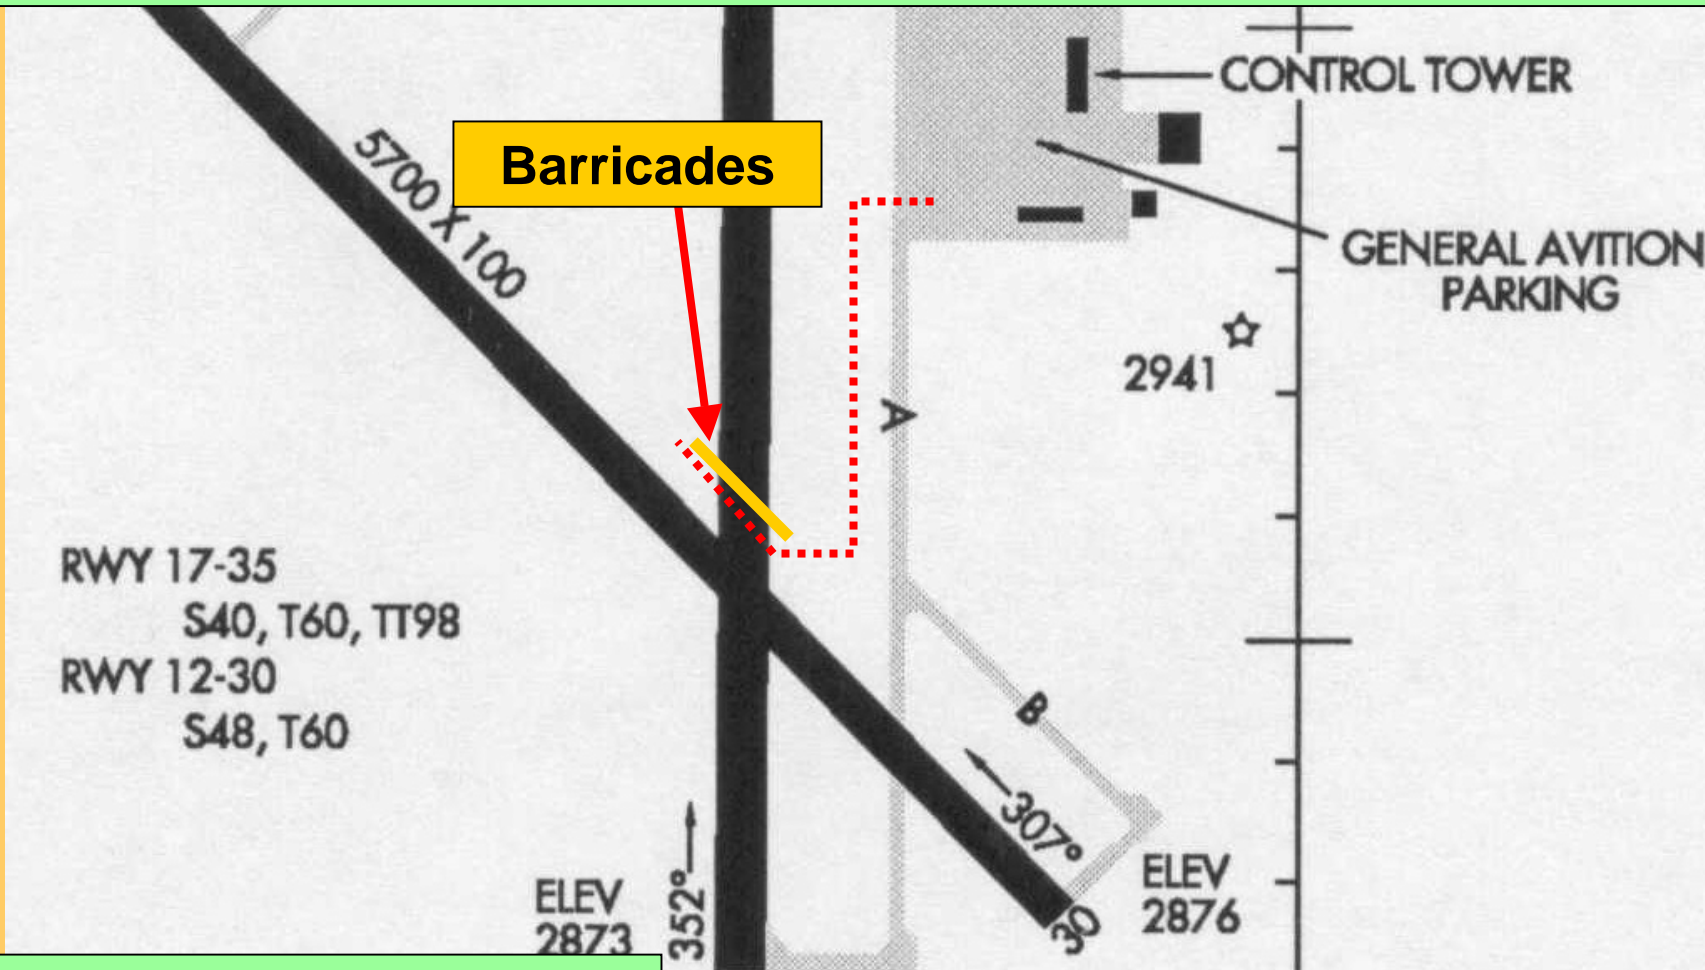 CONTROL TOWER
Barricades
5700 X 100
GENERAL AVITION
PARKING
2941
A
RWY 17-35
S40, T60, TT98
RWY 12-30
S48, T60
B
307°
ELEV
2876
30
ELEV
2873
352°